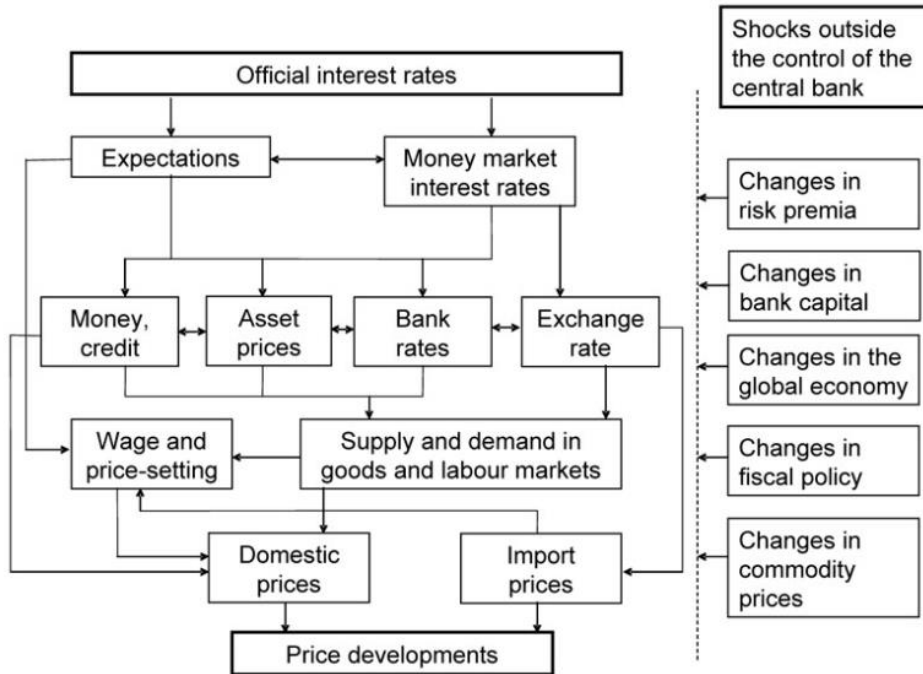 Official interest rates
Shocks outside
the control of the
central bank
Expectations
Money market
interest rates
Changes in
risk premia
Money,
credit
Asset
prices
Bank
rates
Exchange
rate
Changes in
bank capital
Changes in the
global economy
Wage and
price-setting
Supply and demand in
goods and labour markets
Changes in
fiscal policy
Domestic
prices
Import
prices
Changes in
commodity
prices
Price developments